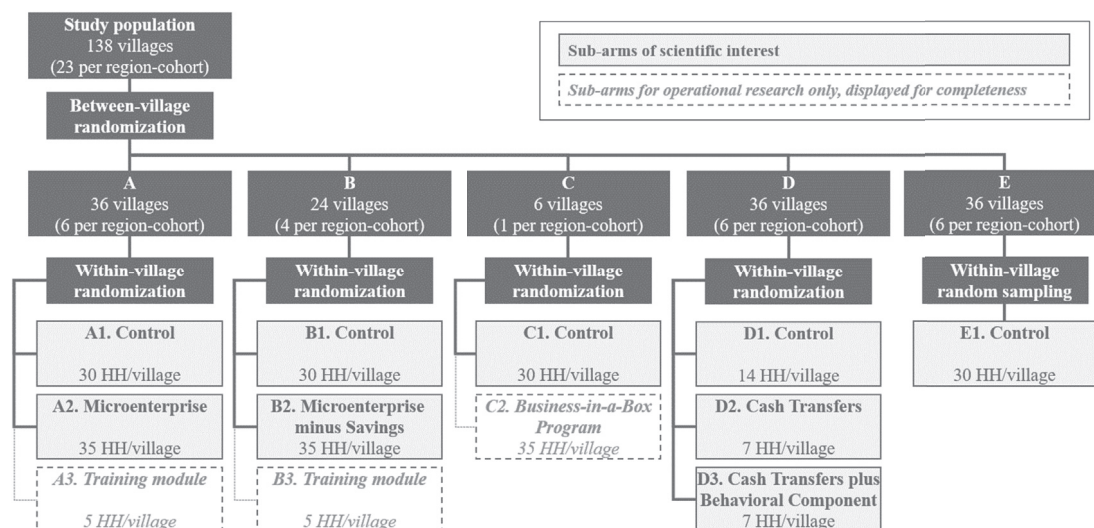 Study population
138 villages
(23 per region-cohort)
Sub-arms of scientific interest
Sub-arms for operational research only, displayed for completeness
Between-village
randomization
A
36 villages
(6 per region-cohort)
B
24 villages
(4 per region-cohort)
C
6 villages
(1 per region-cohort)
D
36 villages
(6 per region-cohort)
E
36 villages
(6 per region-cohort)
Within-village
randomization
Within-village
randomization
Within-village
randomization
Within-village
randomization
Within-village
random sampling
A1. Control
30 HH/village
B1. Control
30 HH/village
C1. Control
30 HH/village
D1. Control
14 HH/village
E1. Control
30 HH/village
A2. Microenterprise
35 HH/village
B2. Microenterprise
minus Savings
35 HH/village
C2. Business-in-a-Box
Program
35 HH/village
D2. Cash Transfers
7 HH/village
A3. Training module
5 HH/village
B3. Training module
5 HH/village
D3. Cash Transfers plus
Behavioral Component
7 HH/village